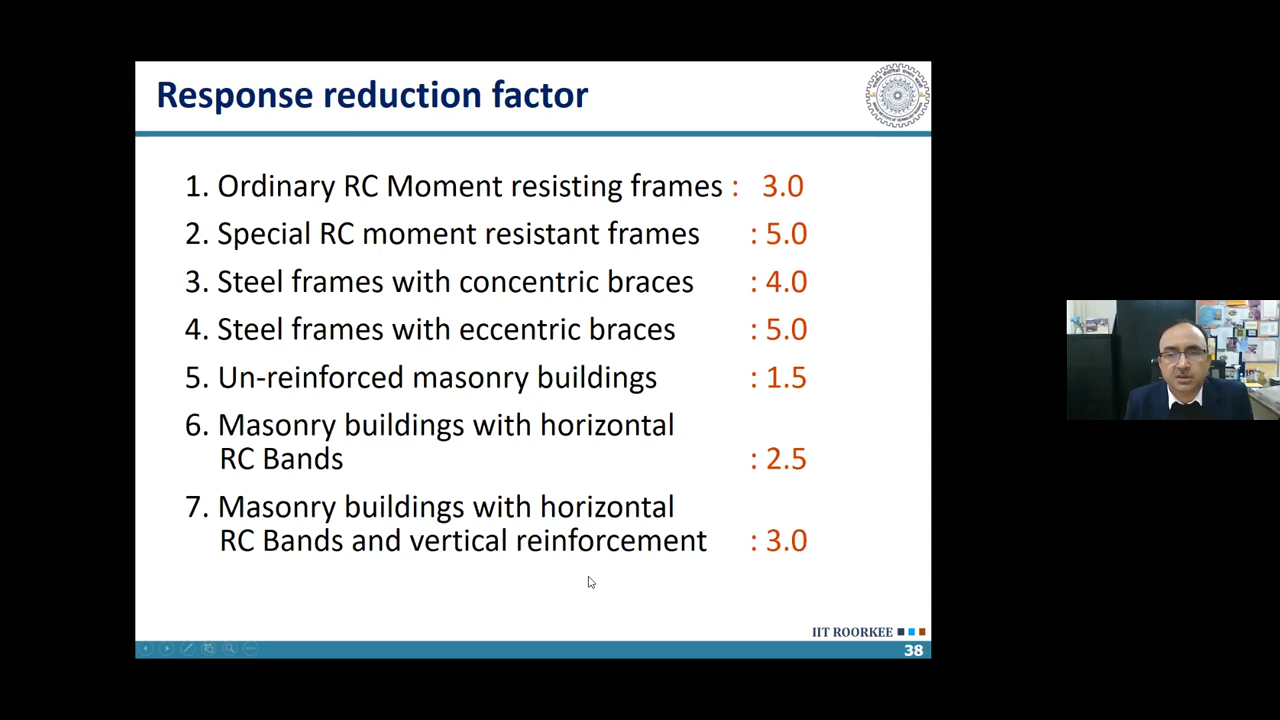 Response reduction factor
1. Ordinary RC Moment resisting frames : 3.0
2. Special RC moment resistant frames : 5.0
3. Steel frames with concentric braces : 4.0
4. Steel frames with eccentric braces : 5.0
5. Un-reinforced masonry buildings : 1.5
6. Masonry buildings with horizontal
RC Bands : 2.5
7. Masonry buildings with horizontal
RC Bands and vertical reinforcement : 3.0
IIT ROORKEE
38